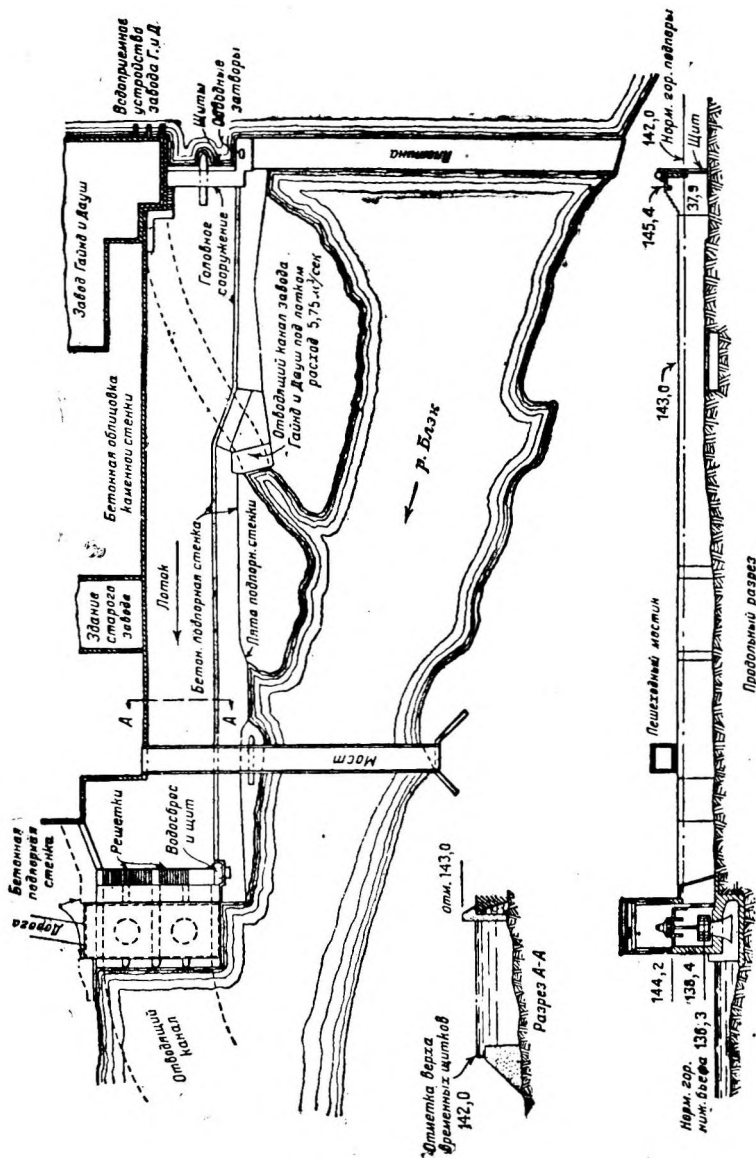 Завод Гайнд и Дауш
Водоприемное
устройство
завода Г. и Д.
Щиты
затворы
Бетонная облицовка
каменной стенки
Головное
сооружение
Плотина
Отводящий канал завода
Гайнд и Дауш под лотком
расход 5,75 м³/сек
Здание
старого
завода
Лоток
Бетон. подпорная стенка
Пята подпорн. стенки
р. Блэк
А
А
Мост
Бетонная
подпорная
стенка
Дорога
Решетки
Водосброс
и щит
Отводящий
канал
Отметка верха
временных щитков
142,0
отм. 143,0
Разрез А-А
145,4
142,0
Норм. гор. подпоры
Щит
37,9
143,0
Пешеходный мостик
144,2
138,4
Норм. гор.
ниж. бьефа 136,3
Продольный разрез